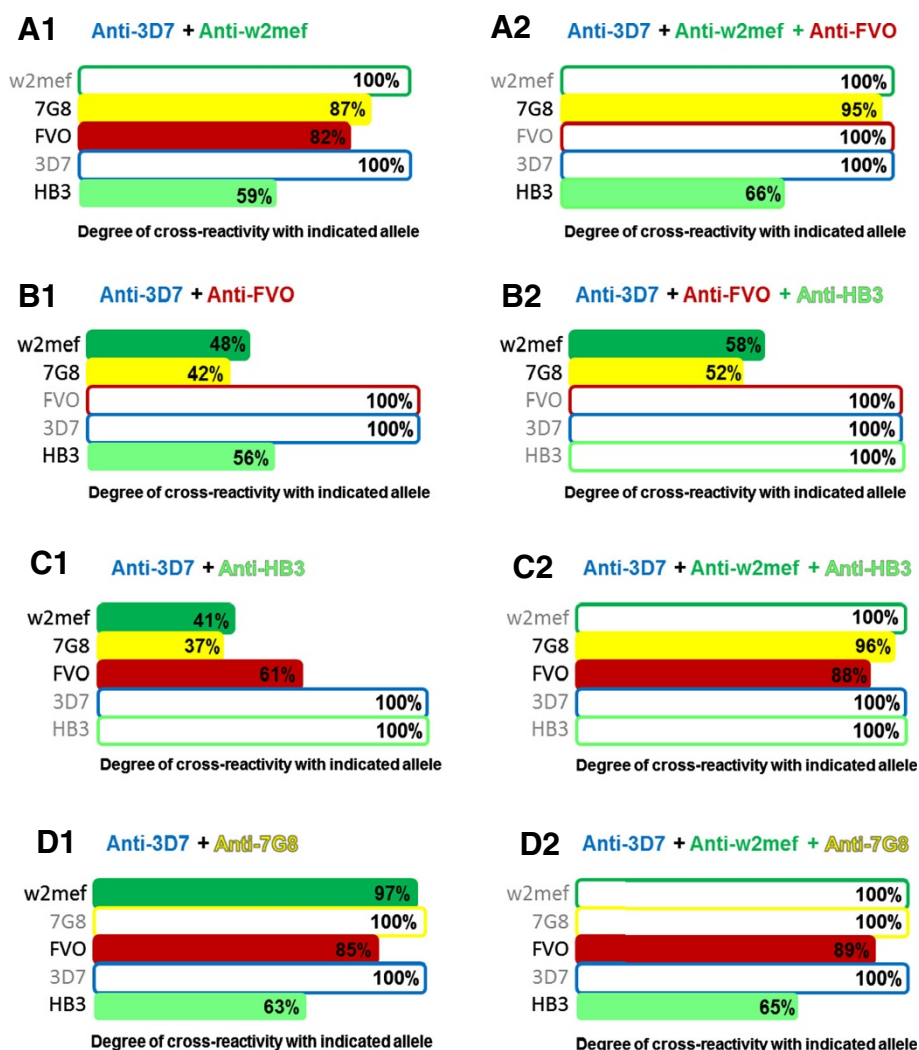 A1 Anti-3D7 + Anti-w2mef
w2mef 100%
7G8 87%
FVO 82%
3D7 100%
HB3 59%
Degree of cross-reactivity with indicated allele
A2 Anti-3D7 + Anti-w2mef + Anti-FVO
w2mef 100%
7G8 95%
FVO 100%
3D7 100%
HB3 66%
Degree of cross-reactivity with indicated allele
B1 Anti-3D7 + Anti-FVO
w2mef 48%
7G8 42%
FVO 100%
3D7 100%
HB3 56%
Degree of cross-reactivity with indicated allele
B2 Anti-3D7 + Anti-FVO + Anti-HB3
w2mef 58%
7G8 52%
FVO 100%
3D7 100%
HB3 100%
Degree of cross-reactivity with indicated allele
C1 Anti-3D7 + Anti-HB3
w2mef 41%
7G8 37%
FVO 61%
3D7 100%
HB3 100%
Degree of cross-reactivity with indicated allele
C2 Anti-3D7 + Anti-w2mef + Anti-HB3
w2mef 100%
7G8 96%
FVO 88%
3D7 100%
HB3 100%
Degree of cross-reactivity with indicated allele
D1 Anti-3D7 + Anti-7G8
w2mef 97%
7G8 100%
FVO 85%
3D7 100%
HB3 63%
Degree of cross-reactivity with indicated allele
D2 Anti-3D7 + Anti-w2mef + Anti-7G8
w2mef 100%
7G8 100%
FVO 89%
3D7 100%
HB3 65%
Degree of cross-reactivity with indicated allele